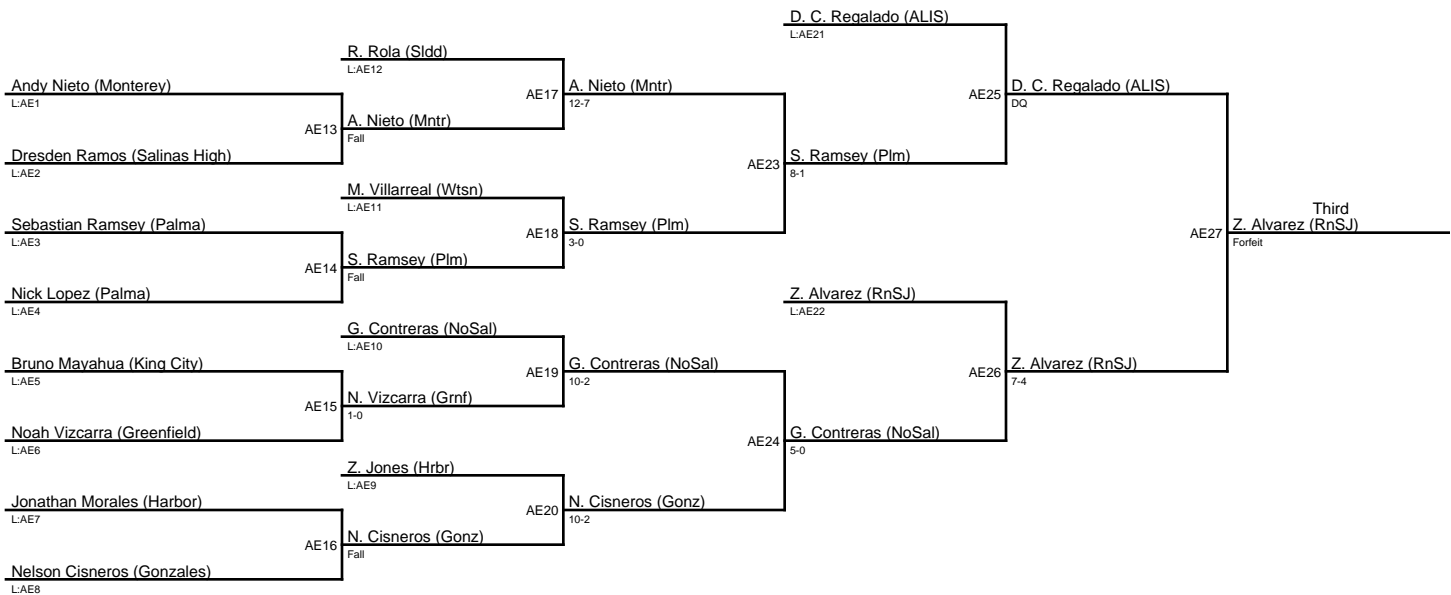 D. C. Regalado (ALIS)
L:AE21
R. Rola (Sldd)
L:AE12
Andy Nieto (Monterey)
L:AE1
AE17
A. Nieto (Mntr)
12-7
AE25
D. C. Regalado (ALIS)
DQ
AE13
A. Nieto (Mntr)
Fall
Dresden Ramos (Salinas High)
L:AE2
AE23
S. Ramsey (Plm)
8-1
M. Villarreal (Wtsn)
L:AE11
Third
Sebastian Ramsey (Palma)
L:AE3
AE18
S. Ramsey (Plm)
3-0
AE27
Z. Alvarez (RnSJ)
Forfeit
AE14
S. Ramsey (Plm)
Fall
Nick Lopez (Palma)
L:AE4
Z. Alvarez (RnSJ)
L:AE22
G. Contreras (NoSal)
L:AE10
Bruno Mayahua (King City)
L:AE5
AE19
G. Contreras (NoSal)
10-2
AE26
Z. Alvarez (RnSJ)
7-4
AE15
N. Vizcarra (Grnf)
1-0
Noah Vizcarra (Greenfield)
L:AE6
AE24
G. Contreras (NoSal)
5-0
Z. Jones (Hrbr)
L:AE9
Jonathan Morales (Harbor)
L:AE7
AE20
N. Cisneros (Gonz)
10-2
AE16
N. Cisneros (Gonz)
Fall
Nelson Cisneros (Gonzales)
L:AE8